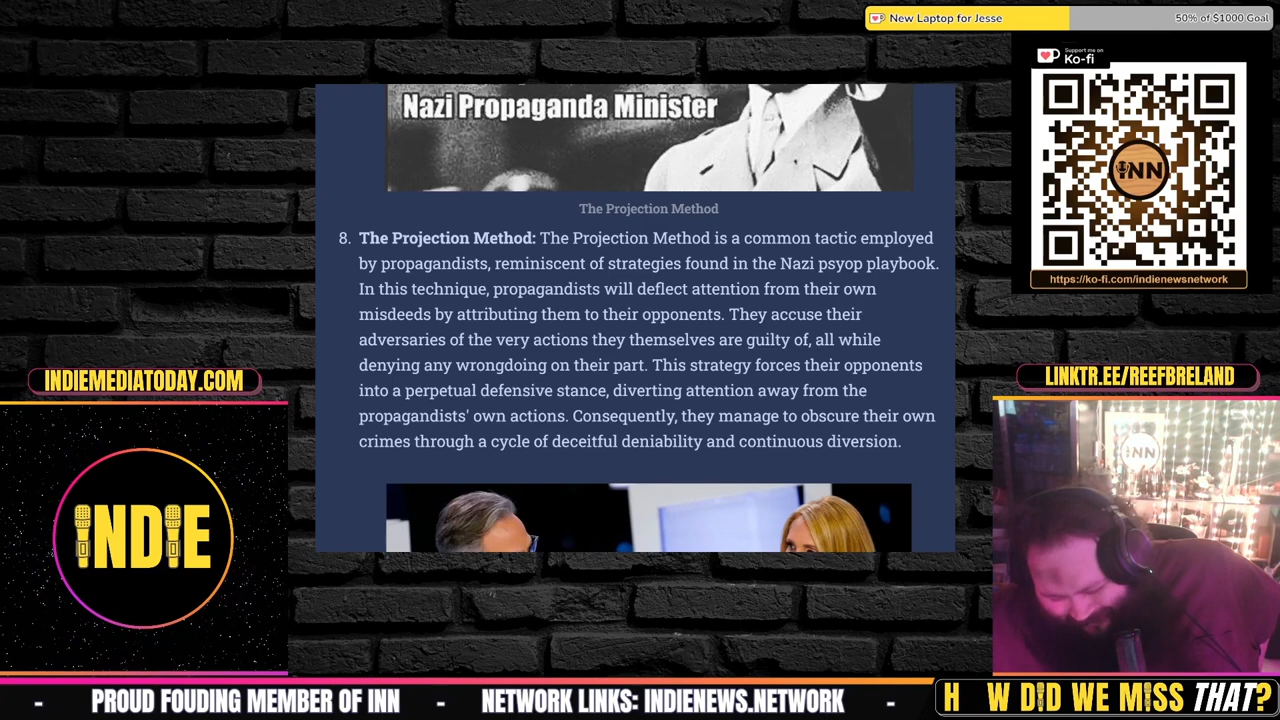 New Laptop for Jesse
50% of $1000 Goal
Support me on
Ko-fi
INN
https://ko-fi.com/indienewsnetwork
Nazi Propaganda Minister
The Projection Method
8. The Projection Method: The Projection Method is a common tactic employed
by propagandists, reminiscent of strategies found in the Nazi psyop playbook.
In this technique, propagandists will deflect attention from their own
misdeeds by attributing them to their opponents. They accuse their
adversaries of the very actions they themselves are guilty of, all while
denying any wrongdoing on their part. This strategy forces their opponents
into a perpetual defensive stance, diverting attention away from the
propagandists' own actions. Consequently, they manage to obscure their own
crimes through a cycle of deceitful deniability and continuous diversion.
INDIEMEDIATODAY.COM
LINKTR.EE/REEFBRELAND
INDIE
INN
- PROUD FOUDING MEMBER OF INN - NETWORK LINKS: INDIENEWS.NETWORK -
H W DID WE MISS THAT?